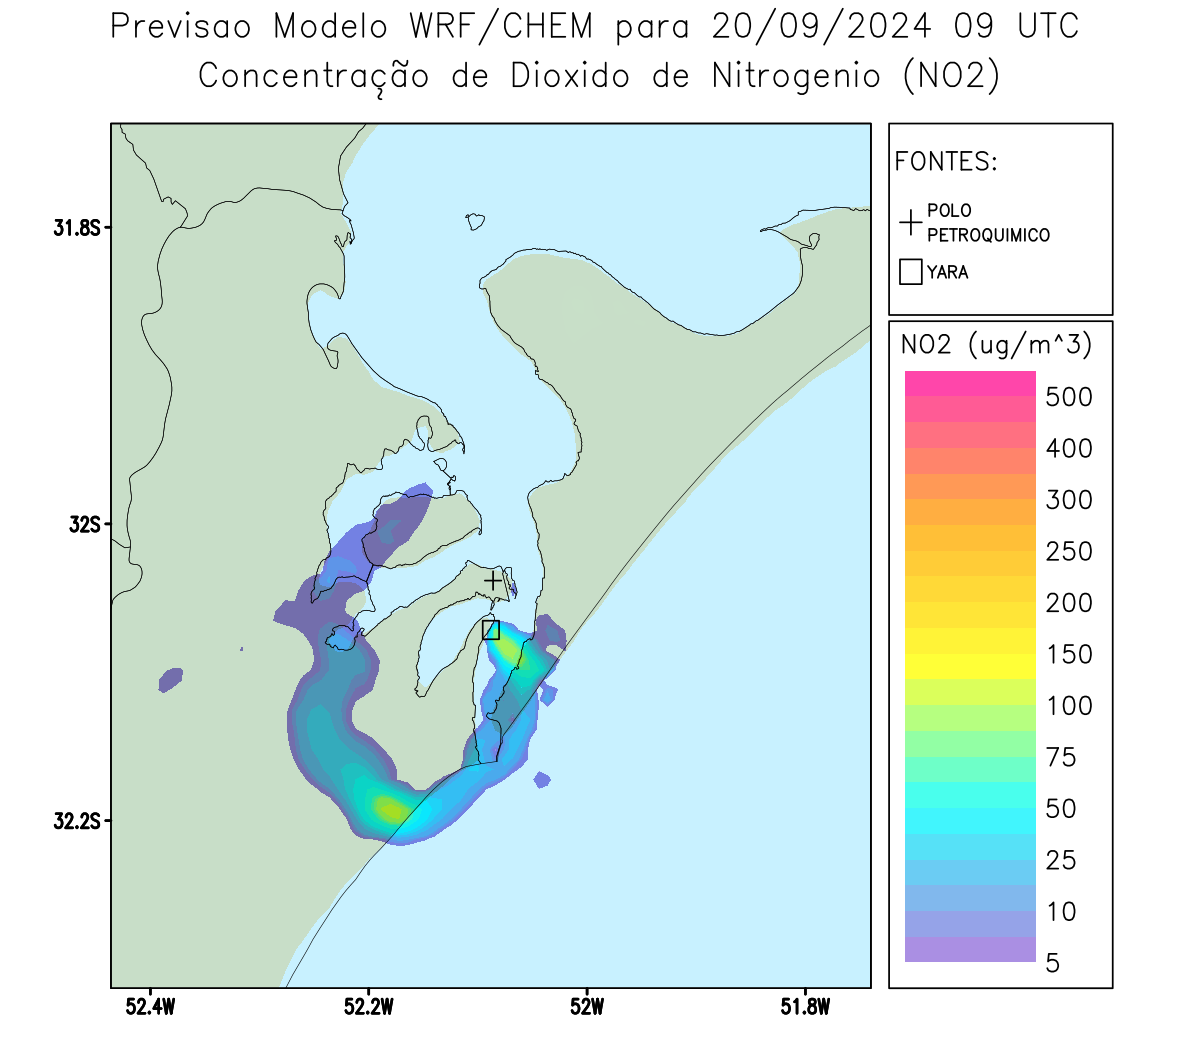 Previsao Modelo WRF/CHEM para 20/09/2024 09 UTC
Concentração de Dioxido de Nitrogenio (NO2)
FONTES:
POLO
PETROQUIMICO
YARA
NO2 (ug/m^3)
500
400
300
250
200
150
100
75
50
25
10
5
31.8S
32S
32.2S
52.4W
52.2W
52W
51.8W